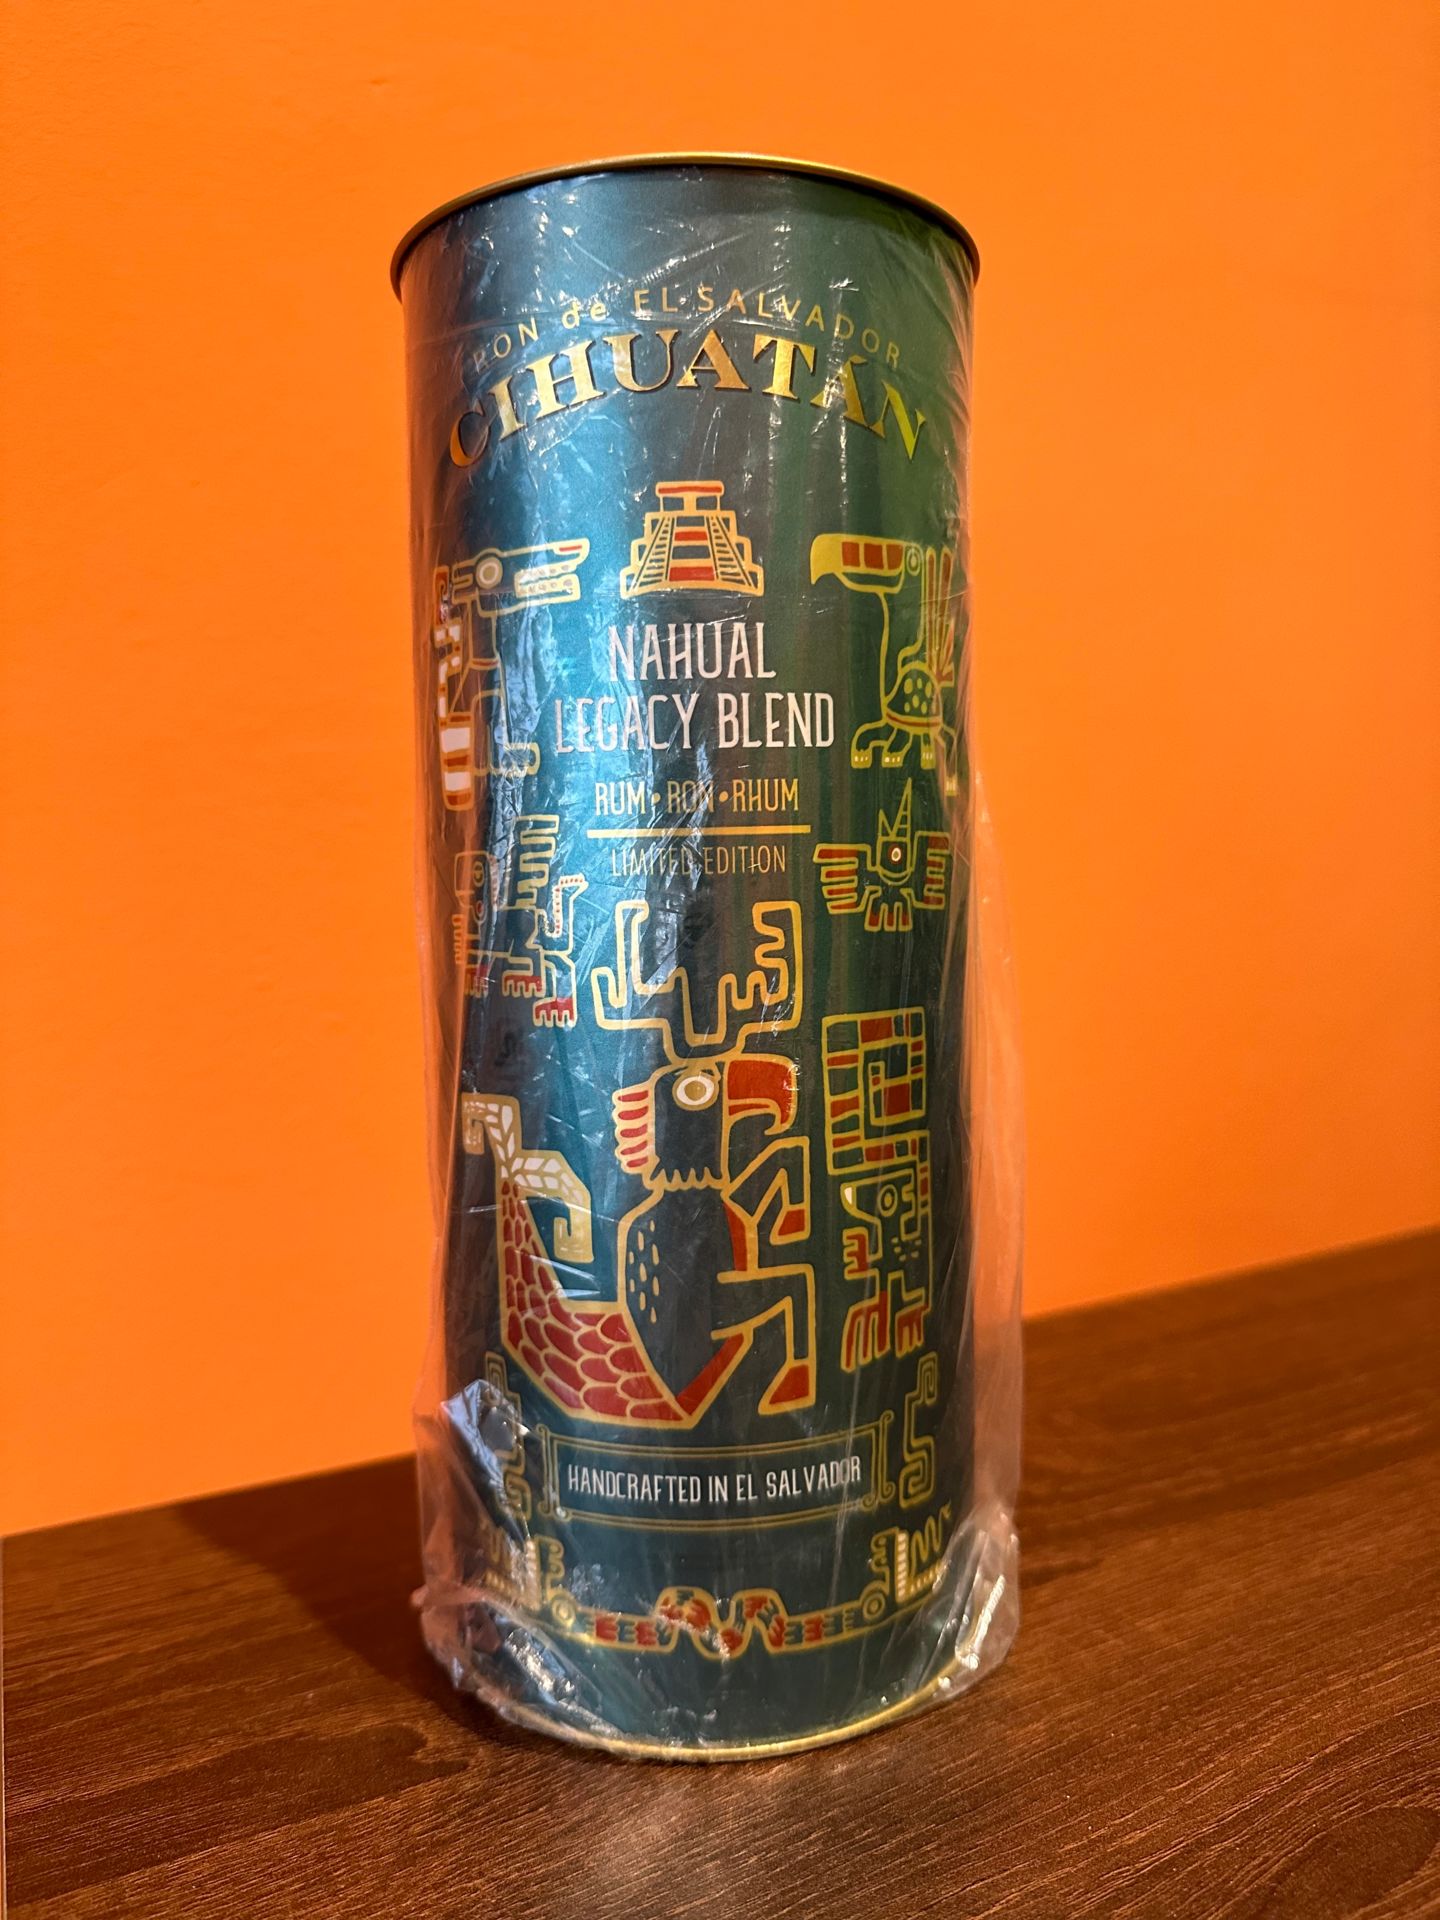 RON de EL SALVADOR
CIHUATÁN
NAHUAL
LEGACY BLEND
RUM•RON•RHUM
LIMITED EDITION
HANDCRAFTED IN EL SALVADOR